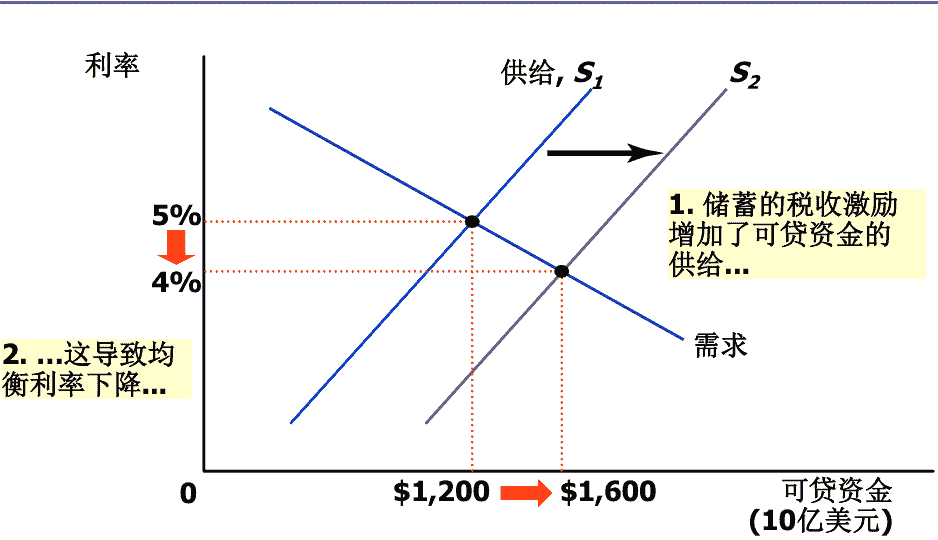 利率
供给, S1
S2
5%
4%
1. 储蓄的税收激励
增加了可贷资金的
供给...
2. ...这导致均
衡利率下降...
需求
0
$1,200
$1,600
可贷资金
(10亿美元)